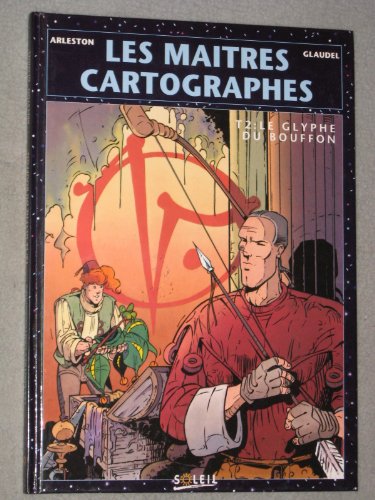 ARLESTON
LES MAITRES
GLAUDEL
CARTOGRAPHES
T2: LE GLYPHE
DU BOUFFON
SOLEIL